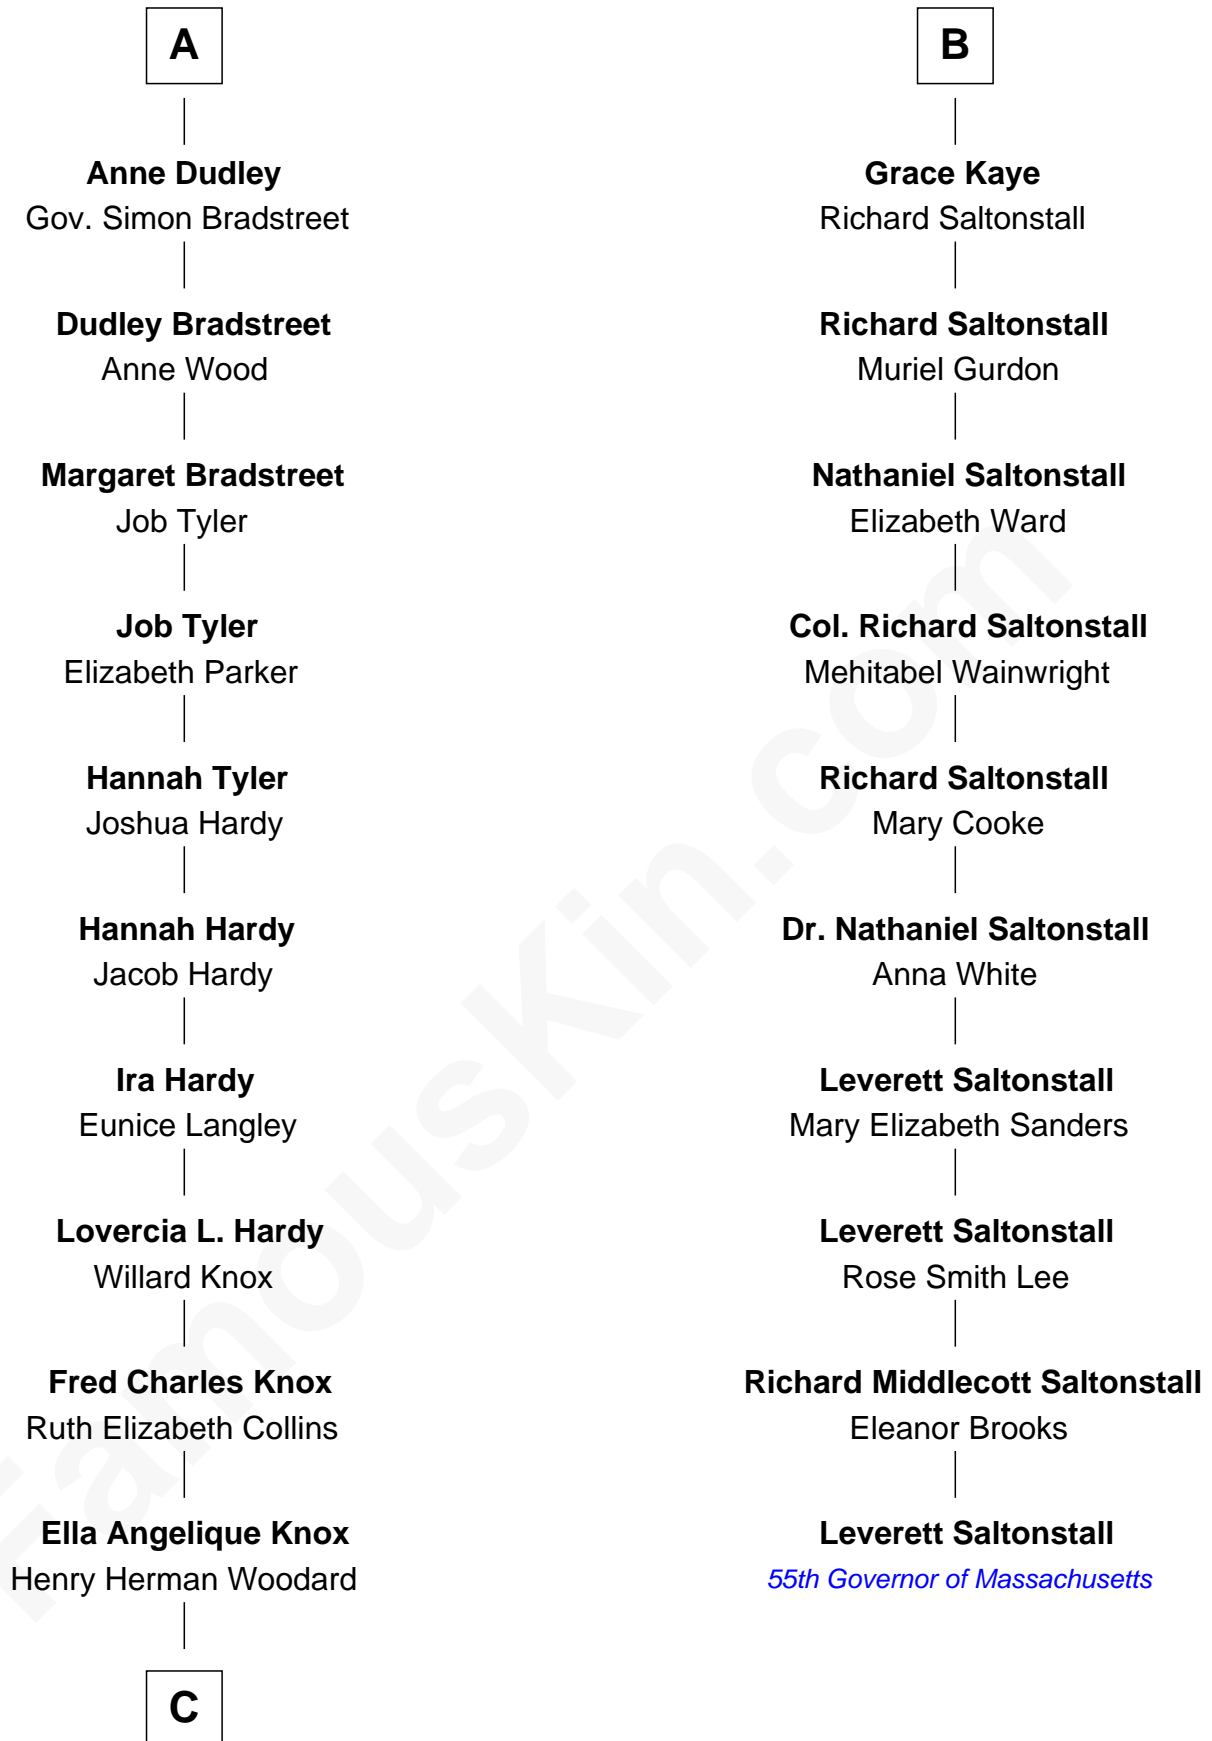 A
Anne Dudley
Gov. Simon Bradstreet
Dudley Bradstreet
Anne Wood
Margaret Bradstreet
Job Tyler
Job Tyler
Elizabeth Parker
Hannah Tyler
Joshua Hardy
Hannah Hardy
Jacob Hardy
Ira Hardy
Eunice Langley
Lovercia L. Hardy
Willard Knox
Fred Charles Knox
Ruth Elizabeth Collins
Ella Angelique Knox
Henry Herman Woodard
C
B
Grace Kaye
Richard Saltonstall
Richard Saltonstall
Muriel Gurdon
Nathaniel Saltonstall
Elizabeth Ward
Col. Richard Saltonstall
Mehitabel Wainwright
Richard Saltonstall
Mary Cooke
Dr. Nathaniel Saltonstall
Anna White
Leverett Saltonstall
Mary Elizabeth Sanders
Leverett Saltonstall
Rose Smith Lee
Richard Middlecott Saltonstall
Eleanor Brooks
Leverett Saltonstall
55th Governor of Massachusetts
FamousKin.com